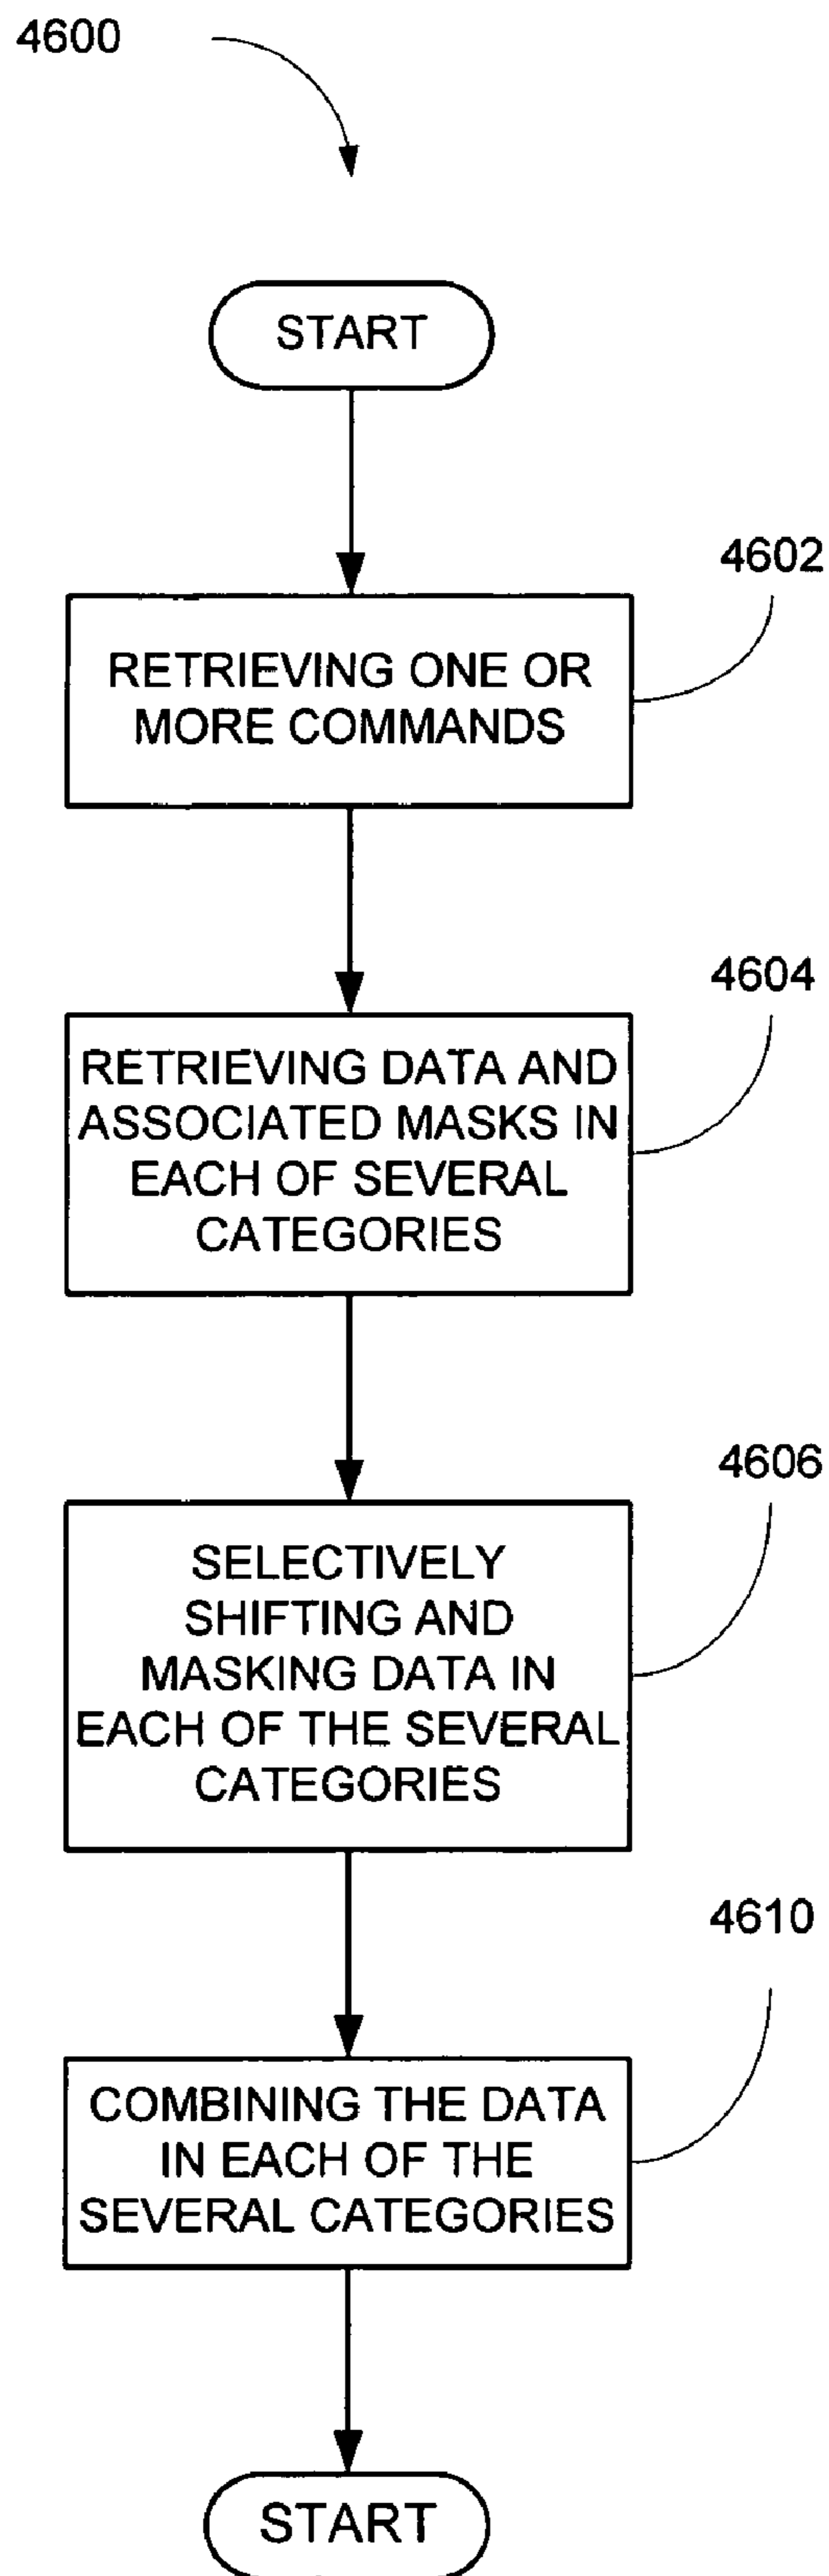 4600
START
4602
RETRIEVING ONE OR
MORE COMMANDS
4604
RETRIEVING DATA AND
ASSOCIATED MASKS IN
EACH OF SEVERAL
CATEGORIES
4606
SELECTIVELY
SHIFTING AND
MASKING DATA IN
EACH OF THE SEVERAL
CATEGORIES
4610
COMBINING THE DATA
IN EACH OF THE
SEVERAL CATEGORIES
START